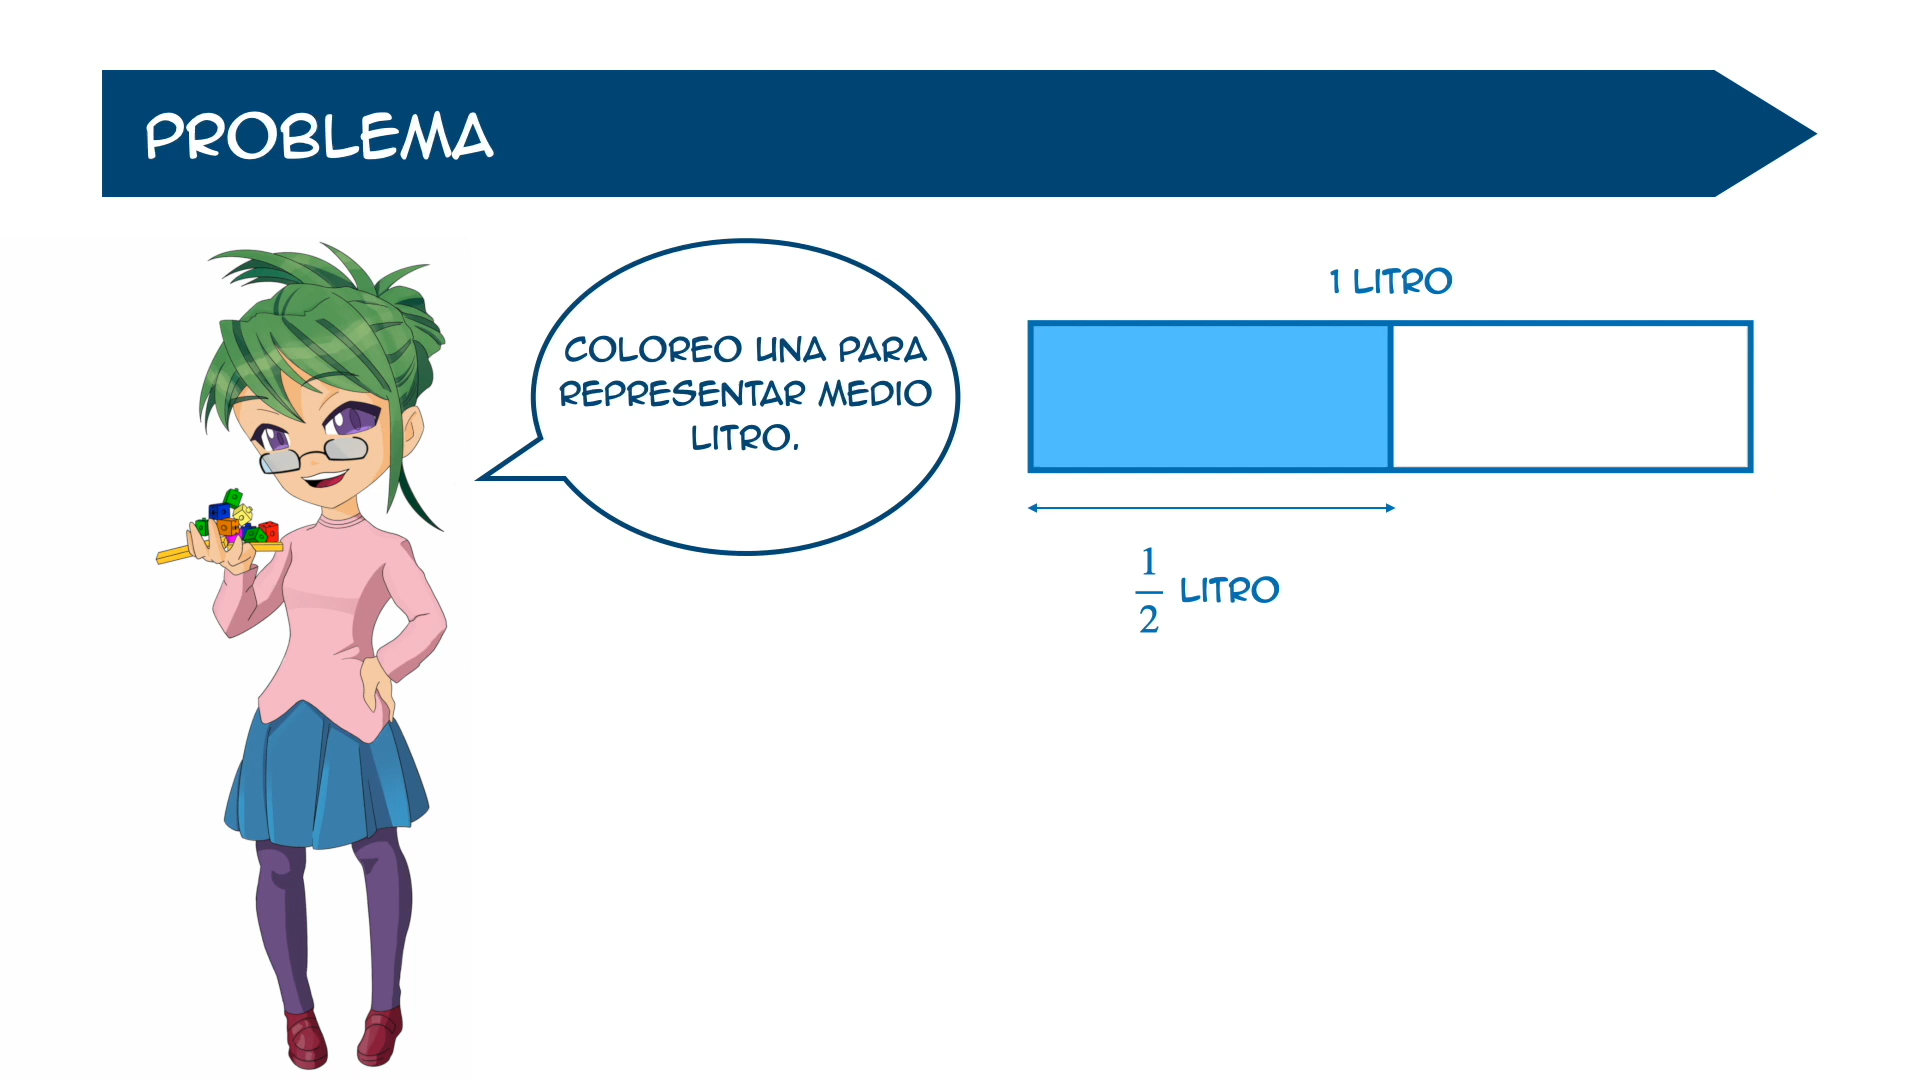 PROBLEMA
COLOREO UNA PARA
REPRESENTAR MEDIO
LITRO.
1 LITRO
1
2
LITRO